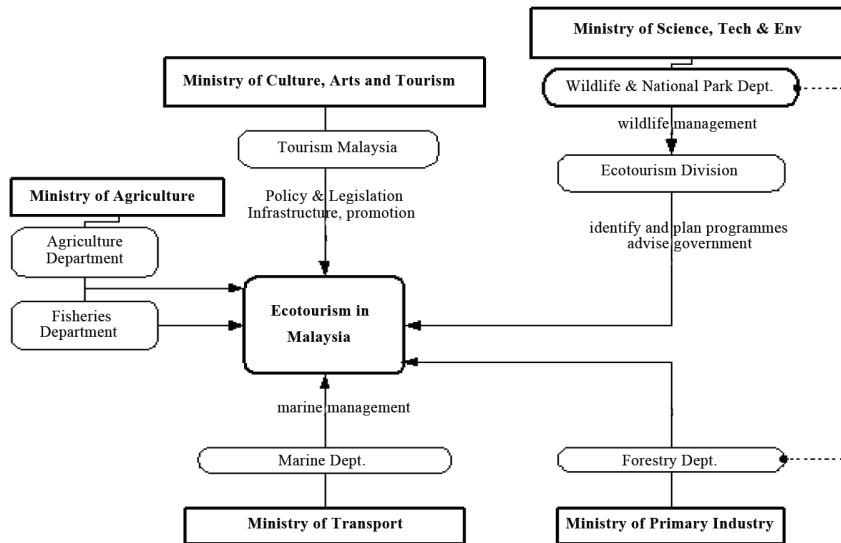 Ministry of Science, Tech & Env
Wildlife & National Park Dept.
wildlife management
Ecotourism Division
identify and plan programmes
advise government
Ministry of Culture, Arts and Tourism
Tourism Malaysia
Policy & Legislation
Infrastructure, promotion
Ministry of Agriculture
Agriculture
Department
Fisheries
Department
Ecotourism in
Malaysia
marine management
Marine Dept.
Ministry of Transport
Forestry Dept.
Ministry of Primary Industry